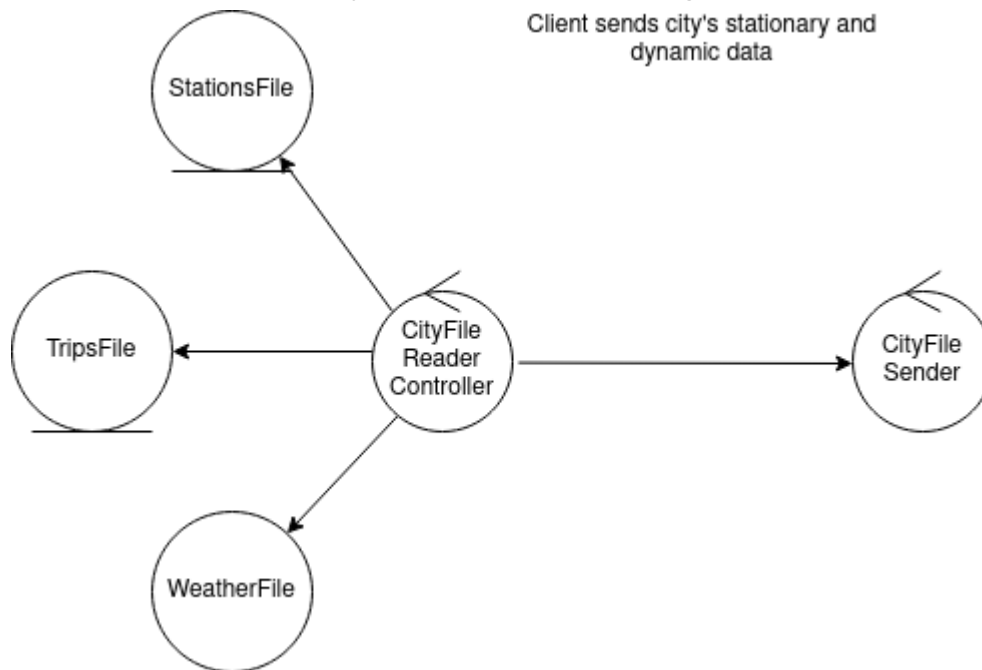 Client sends city's stationary and
dynamic data
StationsFile
TripsFile
CityFile
Reader
Controller
CityFile
Sender
WeatherFile